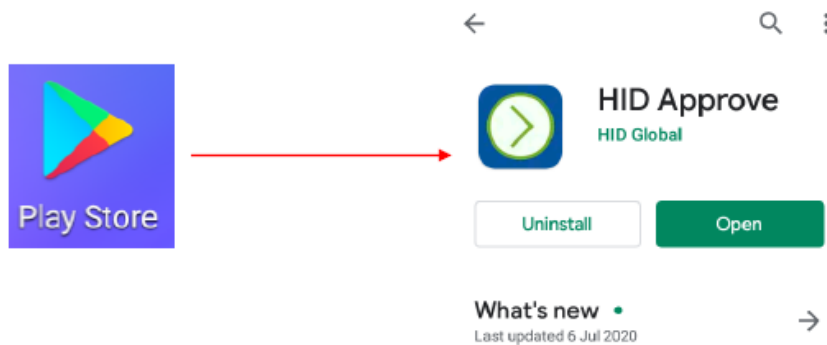 Play Store
HID Approve
HID Global
Uninstall
Open
What's new
Last updated 6 Jul 2020